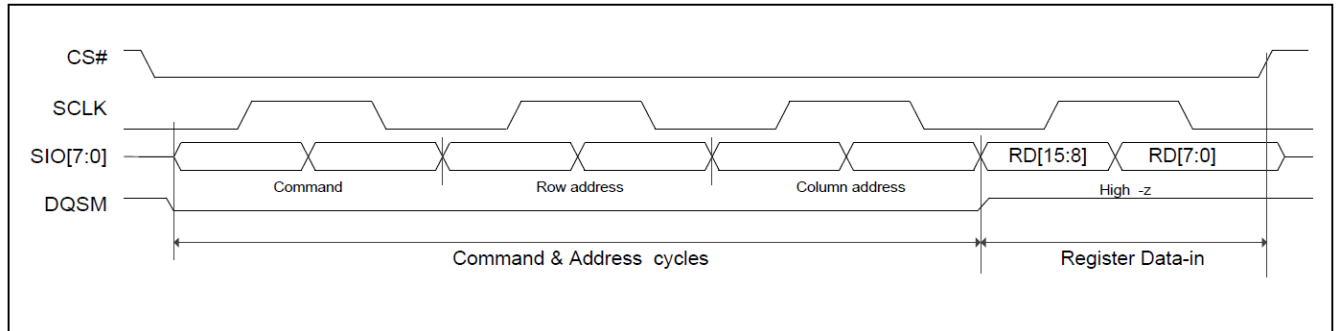 CS#
SCLK
SIO[7:0] RD[15:8] RD[7:0]
Command Row address Column address High -z
DQSM
Command & Address cycles Register Data-in